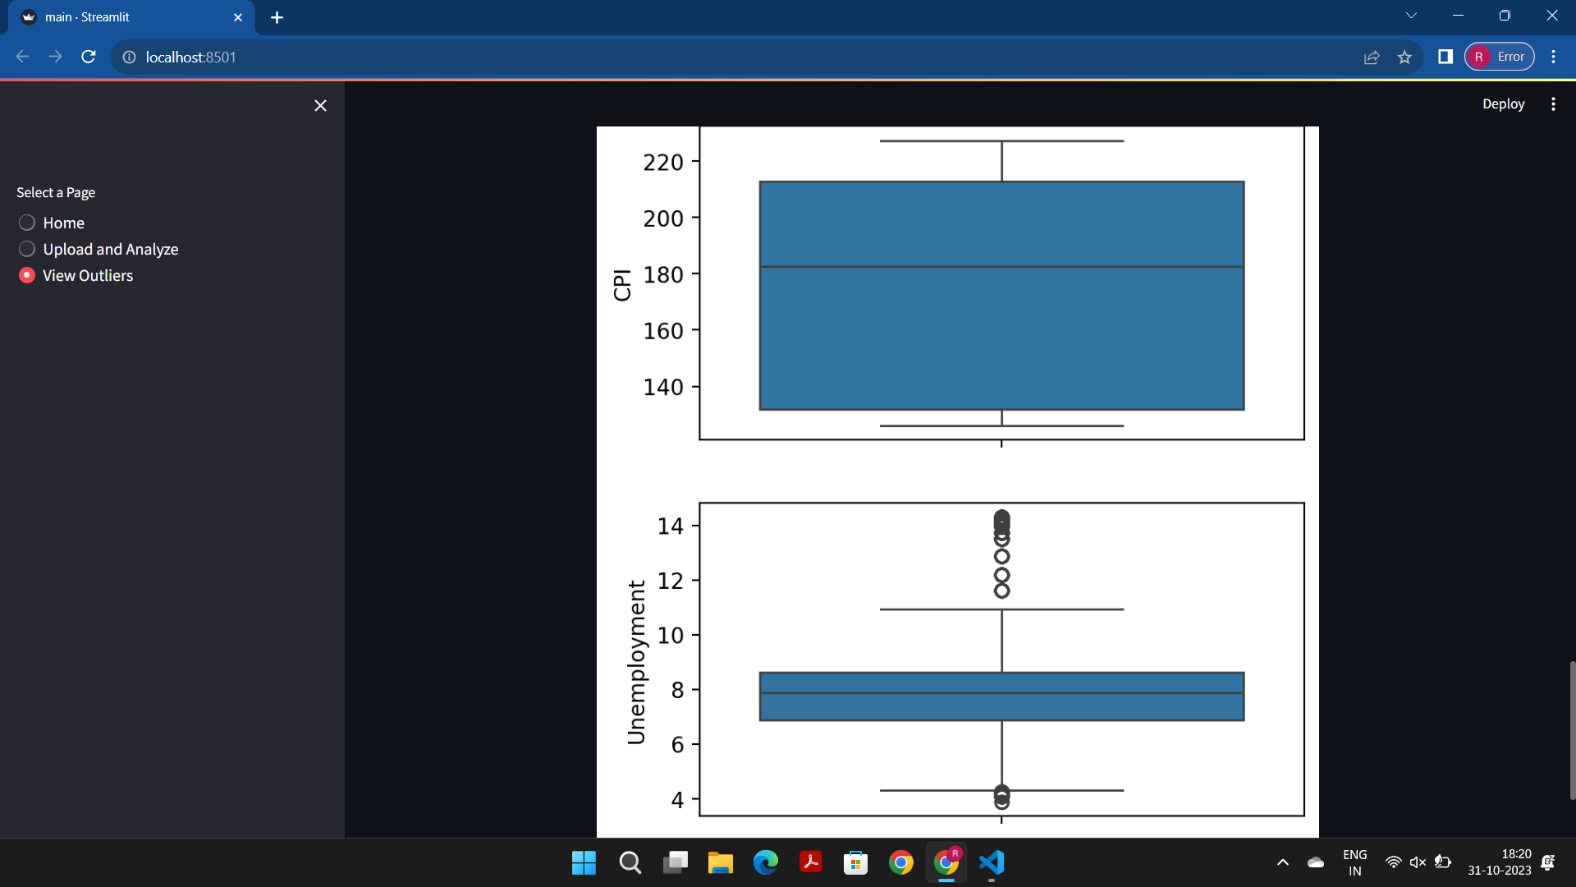 main · Streamlit
localhost:8501
R Error
Deploy
Select a Page
Home
Upload and Analyze
View Outliers
220
200
180
160
140
CPI
14
12
10
8
6
4
Unemployment
R
ENG
IN
18:20
31-10-2023